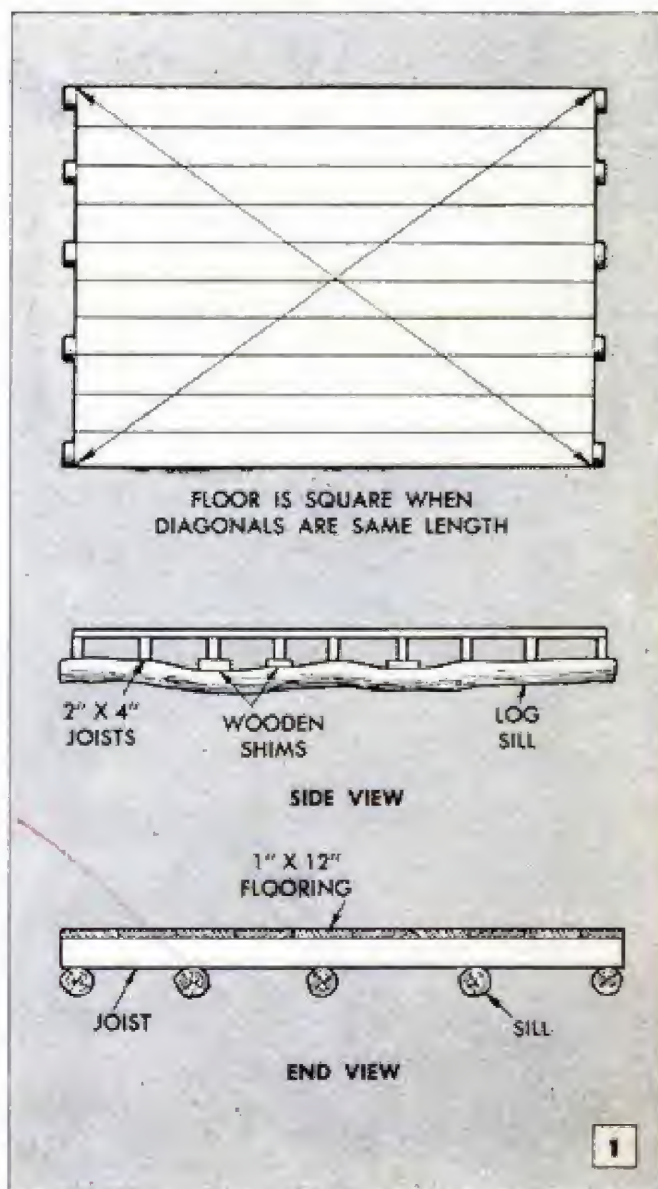 FLOOR IS SQUARE WHEN
DIAGONALS ARE SAME LENGTH
2" X 4"
JOISTS
WOODEN
SHIMS
LOG
SILL
SIDE VIEW
1" X 12"
FLOORING
JOIST
SILL
END VIEW
1